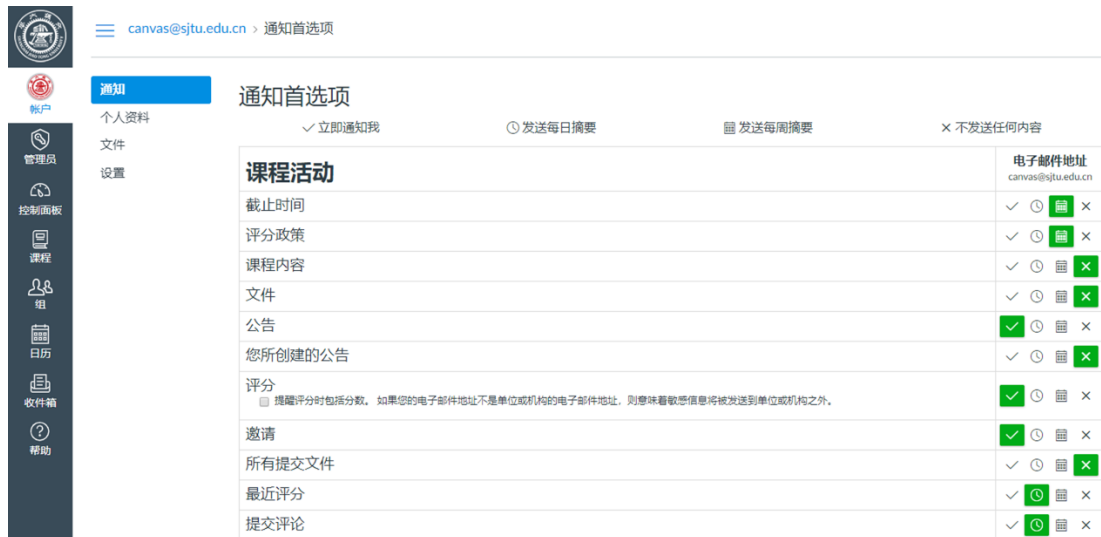 canvas@sjtu.edu.cn > 通知首选项
帐户
管理员
控制面板
课程
组
日历
收件箱
帮助
通知
个人资料
文件
设置
通知首选项
立即通知我 发送每日摘要 发送每周摘要 不发送任何内容
课程活动 电子邮件地址
canvas@sjtu.edu.cn
截止时间
评分政策
课程内容
文件
公告
您所创建的公告
评分
提醒评分时包括分数。 如果您的电子邮件地址不是单位或机构的电子邮件地址，则意味着敏感信息将被发送到单位或机构之外。
邀请
所有提交文件
最近评分
提交评论